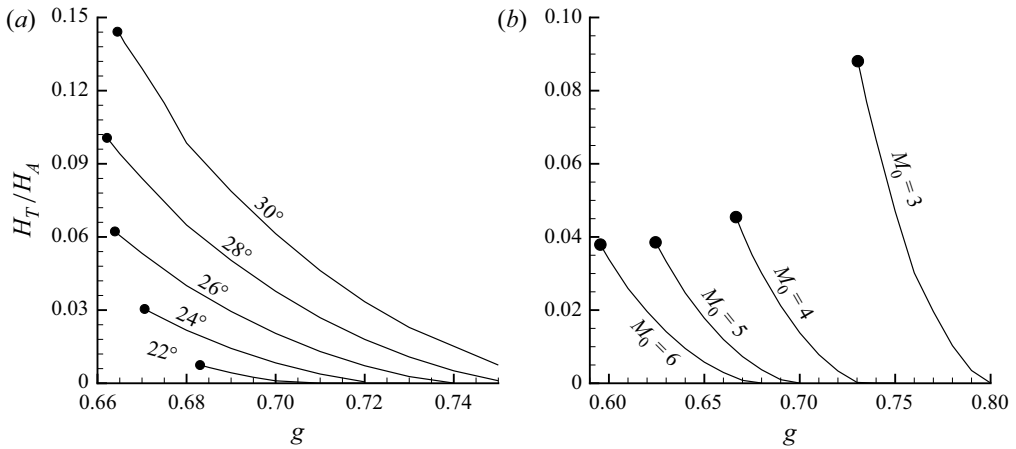 (a)
0.15
0.12
0.09
0.06
0.03
0
H_T/H_A
30°
28°
26°
24°
22°
0.66 0.68 0.70 0.72 0.74
g
(b)
0.10
0.08
0.06
0.04
0.02
0
M_0 = 3
M_0 = 4
M_0 = 5
M_0 = 6
0.60 0.65 0.70 0.75 0.80
g